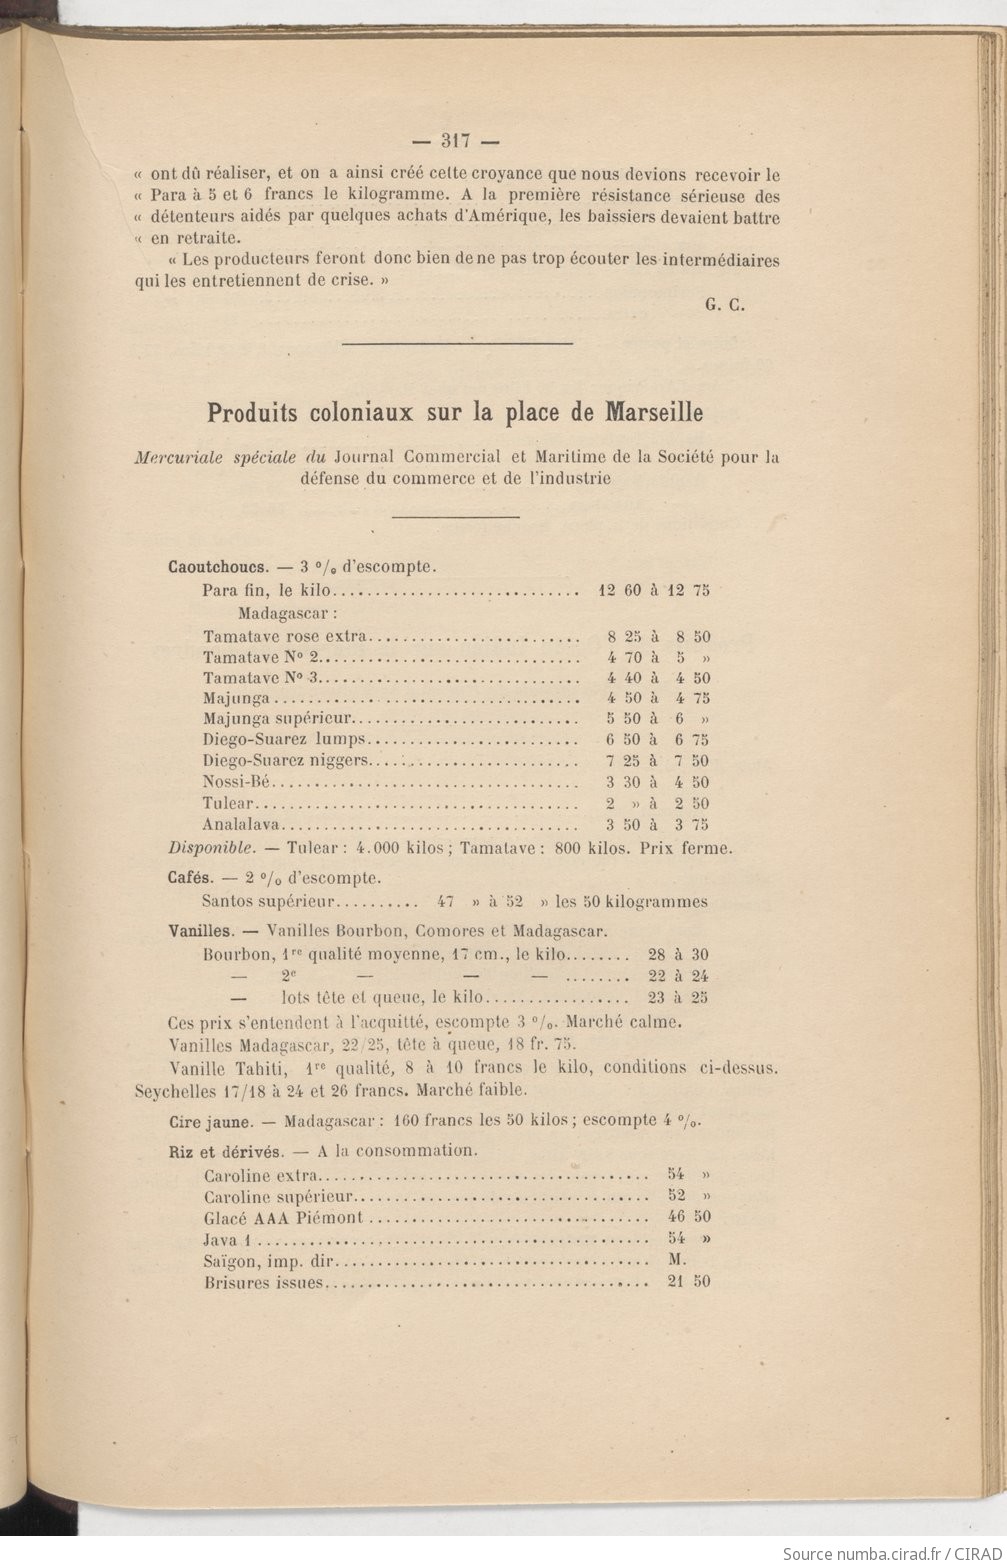 — 317 —
« ont dû réaliser, et on a ainsi créé cette croyance que nous devions recevoir le
« Para à 5 et 6 francs le kilogramme. A la première résistance sérieuse des
« détenteurs aidés par quelques achats d'Amérique, les baissiers devaient battre
« en retraite.
« Les producteurs feront donc bien de ne pas trop écouter les intermédiaires
qui les entretiennent de crise. »
G. C.
Produits coloniaux sur la place de Marseille
Mercuriale spéciale du Journal Commercial et Maritime de la Société pour la
défense du commerce et de l'industrie
Caoutchoucs. — 3 % d'escompte.
Para fin, le kilo............................ 12 60 à 12 75
Madagascar :
Tamatave rose extra......................... 8 25 à 8 50
Tamatave Nº 2............................... 4 70 à 5 »
Tamatave Nº 3............................... 4 40 à 4 50
Majunga.................................... 4 50 à 4 75
Majunga supérieur........................... 5 50 à 6 »
Diego-Suarez lumps......................... 6 50 à 6 75
Diego-Suarez niggers........................ 7 25 à 7 50
Nossi-Bé.................................... 3 30 à 4 50
Tulear...................................... 2 » à 2 50
Analalava................................... 3 50 à 3 75
Disponible. — Tulear : 4.000 kilos ; Tamatave : 800 kilos. Prix ferme.
Cafés. — 2 % d'escompte.
Santos supérieur.......... 47 » à 52 » les 50 kilogrammes
Vanilles. — Vanilles Bourbon, Comores et Madagascar.
Bourbon, 1re qualité moyenne, 17 cm., le kilo........ 28 à 30
— 2e — — — ........ 22 à 24
— lots tête et queue, le kilo................. 23 à 25
Ces prix s'entendent à l'acquitté, escompte 3 %. Marché calme.
Vanilles Madagascar, 22/25, tête à queue, 18 fr. 75.
Vanille Tahiti, 1re qualité, 8 à 10 francs le kilo, conditions ci-dessus.
Seychelles 17/18 à 24 et 26 francs. Marché faible.
Cire jaune. — Madagascar : 160 francs les 50 kilos ; escompte 4 %.
Riz et dérivés. — A la consommation.
Caroline extra....................................... 54 »
Caroline supérieur................................... 52 »
Glacé AAA Piémont ................................. 46 50
Java 1 .............................................. 54 »
Saïgon, imp. dir..................................... M.
Brisures issues...................................... 21 50
Source numba.cirad.fr / CIRAD